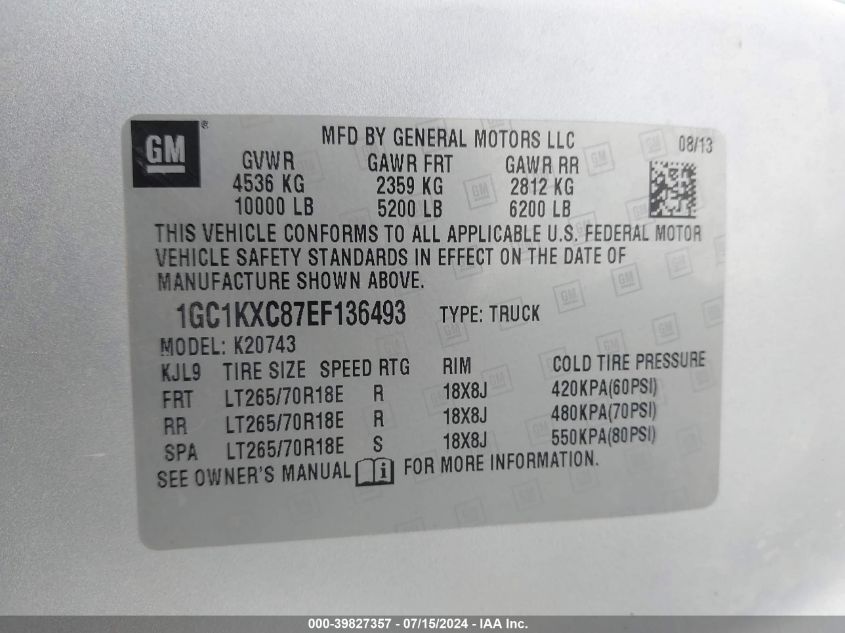 GM®
MFD BY GENERAL MOTORS LLC 08/13
GVWR GAWR FRT GAWR RR
4536 KG 2359 KG 2812 KG
10000 LB 5200 LB 6200 LB
THIS VEHICLE CONFORMS TO ALL APPLICABLE U.S. FEDERAL MOTOR
VEHICLE SAFETY STANDARDS IN EFFECT ON THE DATE OF
MANUFACTURE SHOWN ABOVE.
1GC1KXC87EF136493 TYPE: TRUCK
MODEL: K20743
KJL9 TIRE SIZE SPEED RTG RIM COLD TIRE PRESSURE
FRT LT265/70R18E R 18X8J 420KPA(60PSI)
RR LT265/70R18E R 18X8J 480KPA(70PSI)
SPA LT265/70R18E S 18X8J 550KPA(80PSI)
SEE OWNER'S MANUAL i FOR MORE INFORMATION.
000-39827357 - 07/15/2024 - IAA Inc.